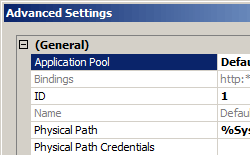 Advanced Settings
(General)
Application Pool Defau
Bindings http:*
ID 1
Name Defau
Physical Path %Sys
Physical Path Credentials